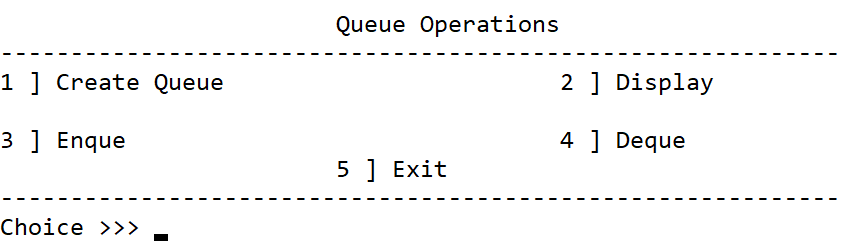 Queue Operations
------------------------------------------------------------
1 ] Create Queue 2 ] Display
3 ] Enque 4 ] Deque
5 ] Exit
------------------------------------------------------------
Choice >>>